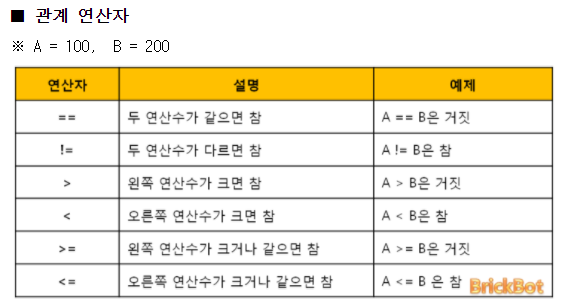 ■ 관계 연산자
※ A = 100, B = 200
연산자 설명 예제
== 두 연산수가 같으면 참 A == B은 거짓
!= 두 연산수가 다르면 참 A != B은 참
> 왼쪽 연산수가 크면 참 A > B은 거짓
< 오른쪽 연산수가 크면 참 A < B은 참
>= 왼쪽 연산수가 크거나 같으면 참 A >= B은 거짓
<= 오른쪽 연산수가 크거나 같으면 참 A <= B 은 참
BrickBot